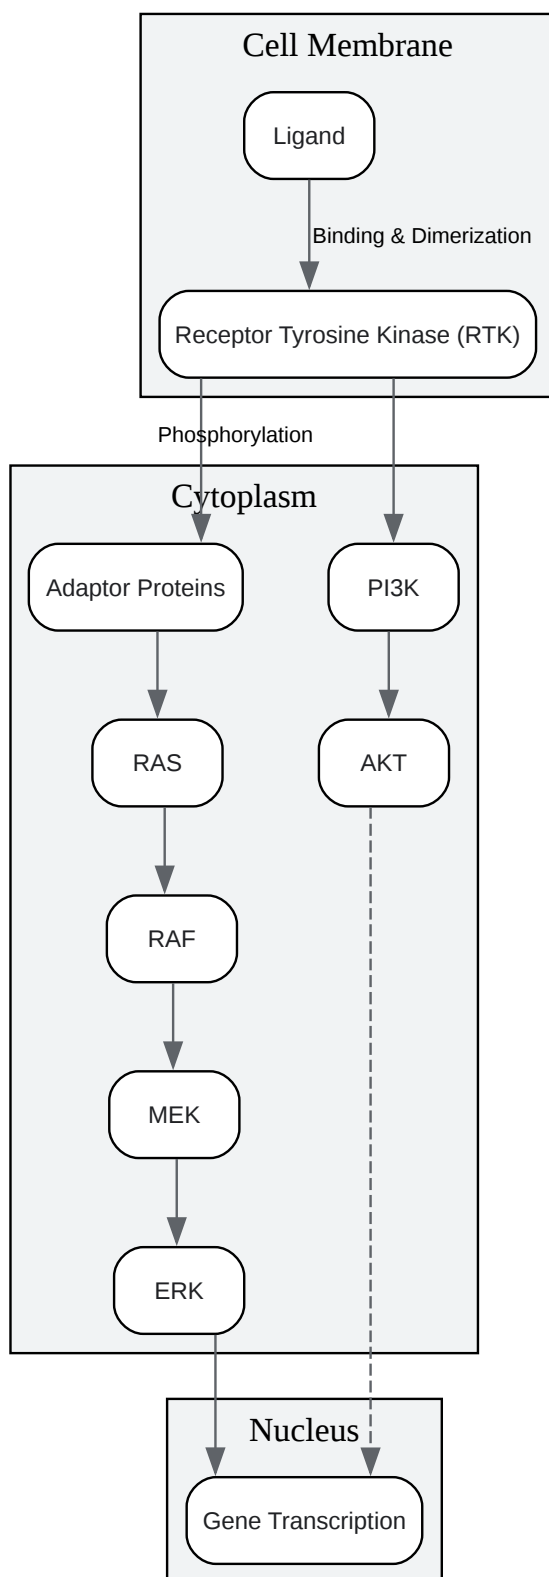 Cell Membrane
Ligand
Binding & Dimerization
Receptor Tyrosine Kinase (RTK)
Phosphorylation
Cytoplasm
Adaptor Proteins
PI3K
RAS
AKT
RAF
MEK
ERK
Nucleus
Gene Transcription